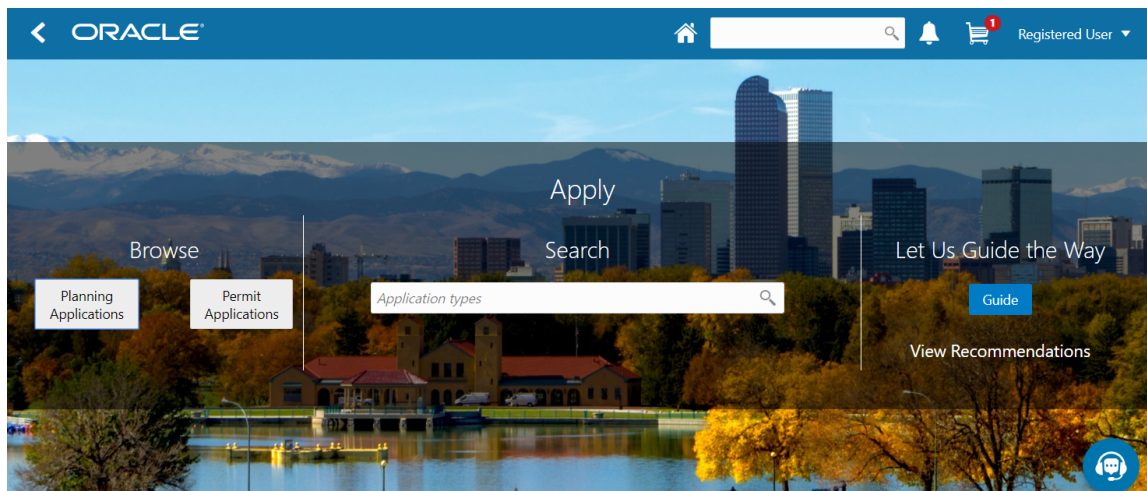 ORACLE
1
Registered User
Apply
Browse
Search
Let Us Guide the Way
Planning
Applications
Permit
Applications
Application types
Guide
View Recommendations